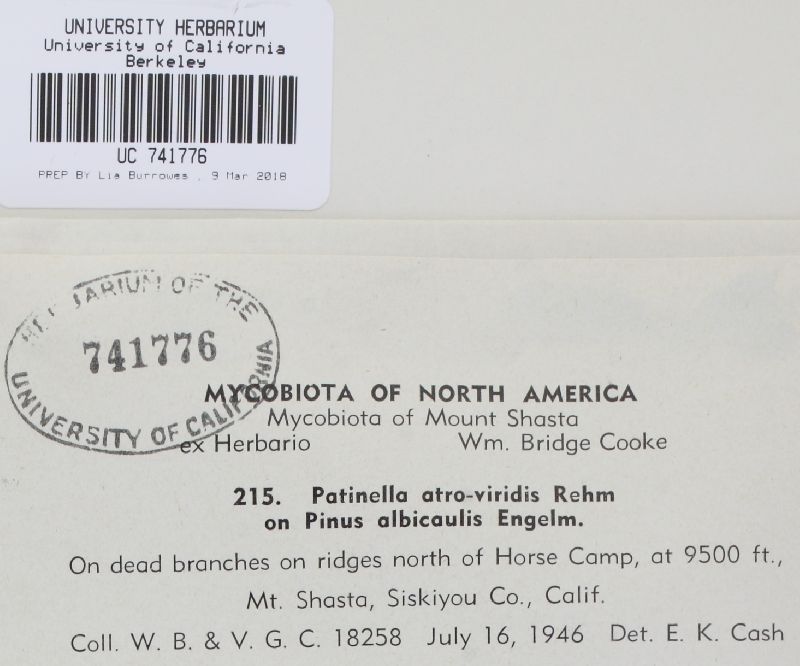 UNIVERSITY HERBARIUM
University of California
Berkeley
UC 741776
PREP BY Lia Burrowes . 9 Mar 2018
HERBARIUM OF THE
741776
UNIVERSITY OF CALIFORNIA
MYCOBIOTA OF NORTH AMERICA
Mycobiota of Mount Shasta
ex Herbario Wm. Bridge Cooke
215. Patinella atro-viridis Rehm
on Pinus albicaulis Engelm.
On dead branches on ridges north of Horse Camp, at 9500 ft.,
Mt. Shasta, Siskiyou Co., Calif.
Coll. W. B. & V. G. C. 18258 July 16, 1946 Det. E. K. Cash